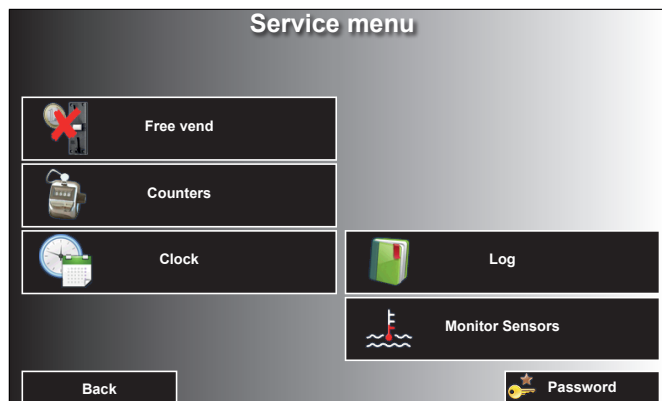 Service menu
Free vend
Counters
Clock
Log
Monitor Sensors
Back
Password